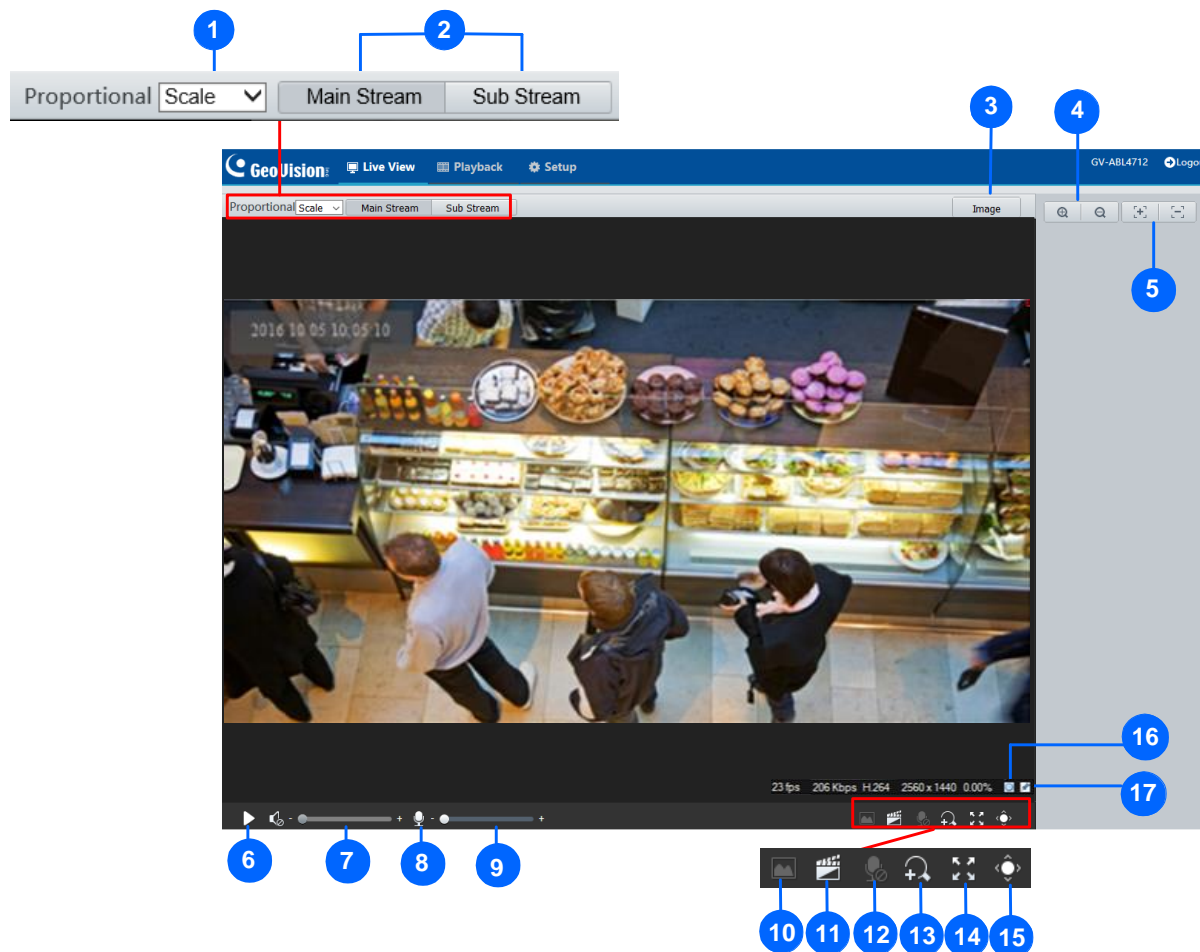 1
2
Proportional Scale Main Stream Sub Stream
3
4
GeoVision Live View Playback Setup GV-ABL4712 Logo
Proportional Scale Main Stream Sub Stream Image
5
2016 10 05 10:05:10
16
23 fps 206 Kbps H.264 2560 x 1440 0.00%
17
- + - +
6 7 8 9
10 11 12 13 14 15